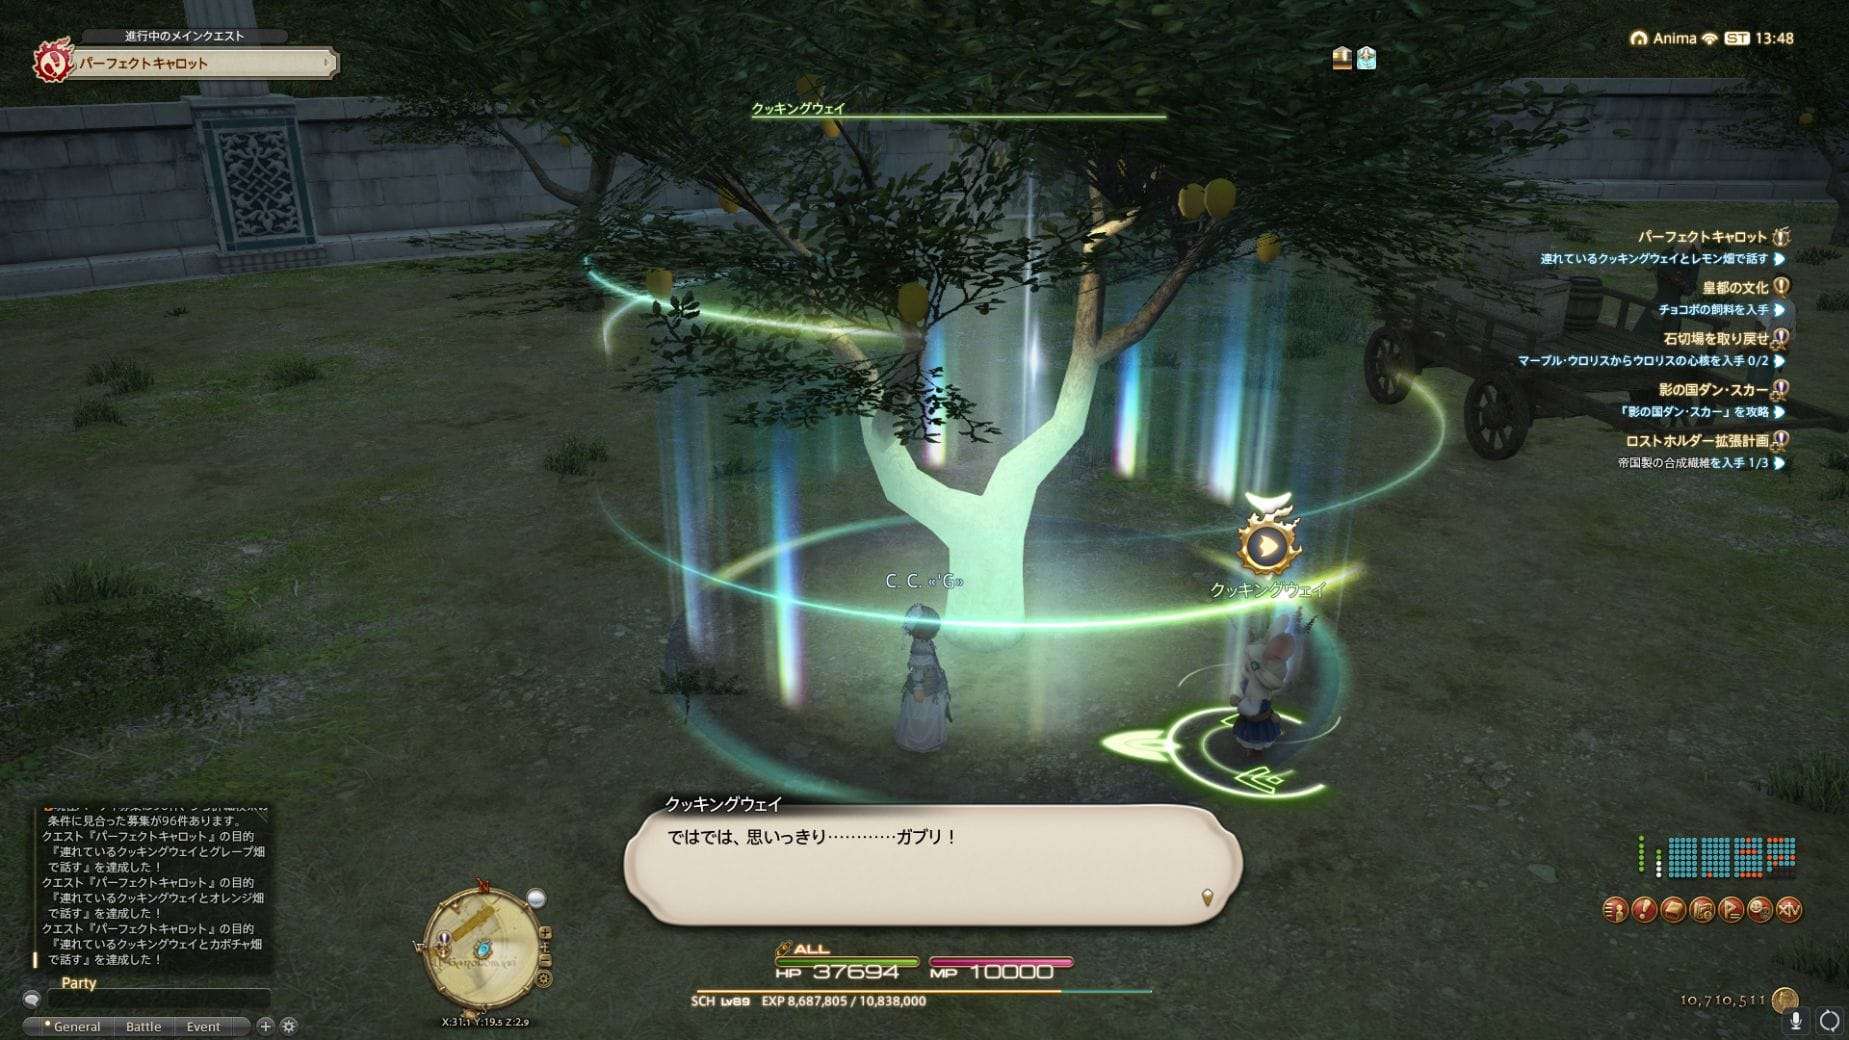 進行中のメインクエスト
パーフェクトキャロット
Anima ST 13:48
クッキングウェイ
パーフェクトキャロット
連れているクッキングウェイとレモン畑で話す
皇都の文化
チョコボの飼料を入手
石切場を取り戻せ
マーブル・ウロリスからウロリスの心核を入手 0/2
影の国ダン・スカー
『影の国ダン・スカー』を攻略
ロストホルダー拡張計画
帝国製の合成繊維を入手 1/3
C. C. «'G»
クッキングウェイ
クッキングウェイ
ではでは、思いっきり…………ガブリ！
条件に見合った募集が96件あります。
クエスト『パーフェクトキャロット』の目的
『連れているクッキングウェイとグレープ畑
で話す』を達成した！
クエスト『パーフェクトキャロット』の目的
『連れているクッキングウェイとオレンジ畑
で話す』を達成した！
クエスト『パーフェクトキャロット』の目的
『連れているクッキングウェイとカボチャ畑
で話す』を達成した！
Party
General Battle Event
X:31.1 Y:19.5 Z:2.9
ALL
HP 37694 MP 10000
SCH Lv89 EXP 8,687,805 / 10,838,000
10,710,511
XIV